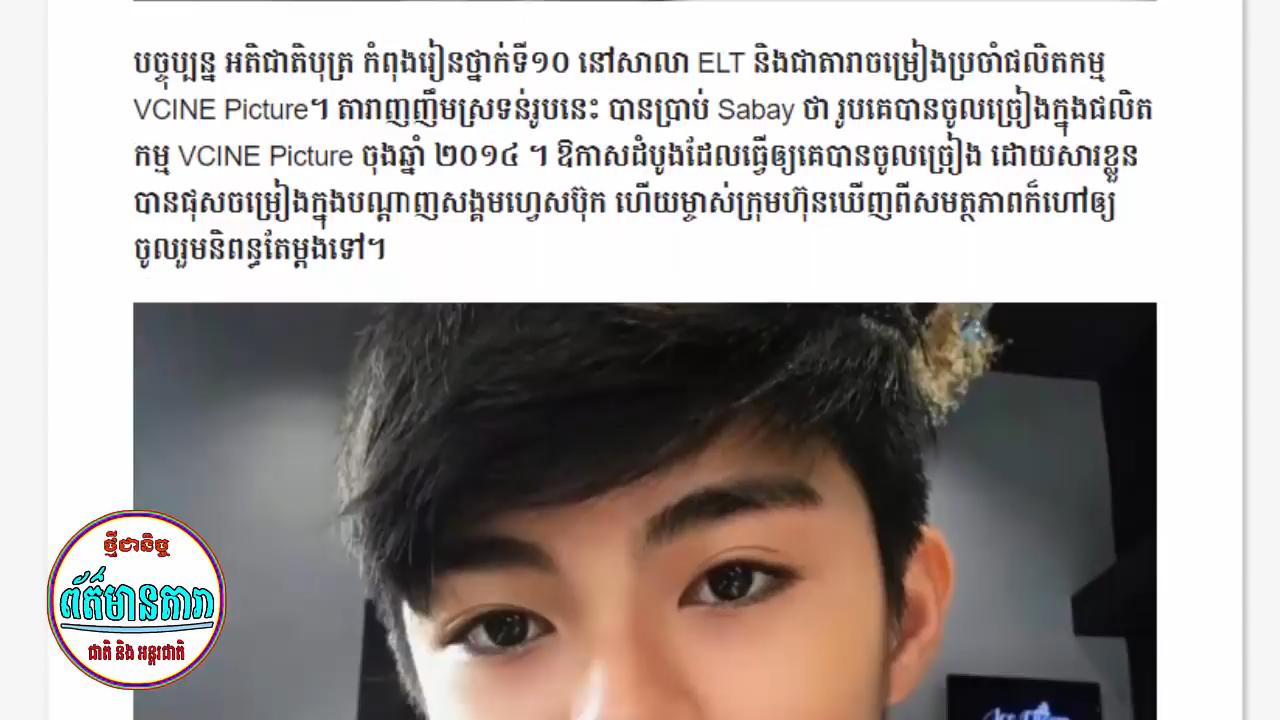 បច្ចុប្បន្ន អតិជាតិបុត្រ កំពុងរៀនថ្នាក់ទី១០ នៅសាលា ELT និងជាតារាចម្រៀងប្រចាំផលិតកម្ម
VCINE Picture។ តារាញញឹមស្រទន់រូបនេះ បានប្រាប់ Sabay ថា រូបគេបានចូលច្រៀងក្នុងផលិត
កម្ម VCINE Picture ចុងឆ្នាំ ២០១៤ ។ ឱកាសដំបូងដែលធ្វើឲ្យគេបានចូលច្រៀង ដោយសារខ្លួន
បានផុសចម្រៀងក្នុងបណ្តាញសង្គមហ្វេសប៊ុក ហើយម្ចាស់ក្រុមហ៊ុនឃើញពីសមត្ថភាពក៏ហៅឲ្យ
ចូលរួមនិពន្ធតែម្តងទៅ។
ថ្មីជានិច្ច
ព័ត៌មានតារា
ជាតិ និង អន្តរជាតិ